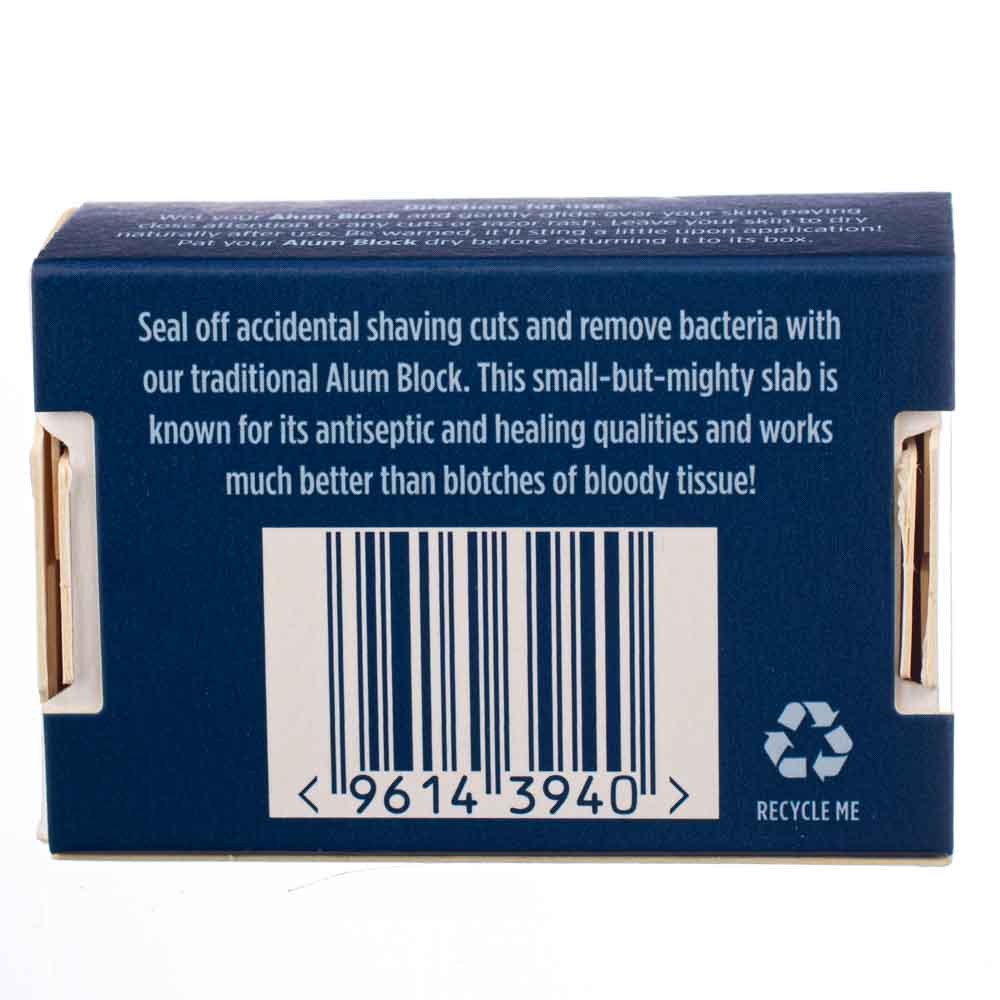 Directions for use:
Wet your Alum Block and gently glide over your skin, paying
close attention to any cuts or razor rash. Leave your skin to dry
naturally after use. Be warned, it'll sting a little upon application!
Pat your Alum Block dry before returning it to its box.
Seal off accidental shaving cuts and remove bacteria with
our traditional Alum Block. This small-but-mighty slab is
known for its antiseptic and healing qualities and works
much better than blotches of bloody tissue!
< 9614 3940 >
RECYCLE ME